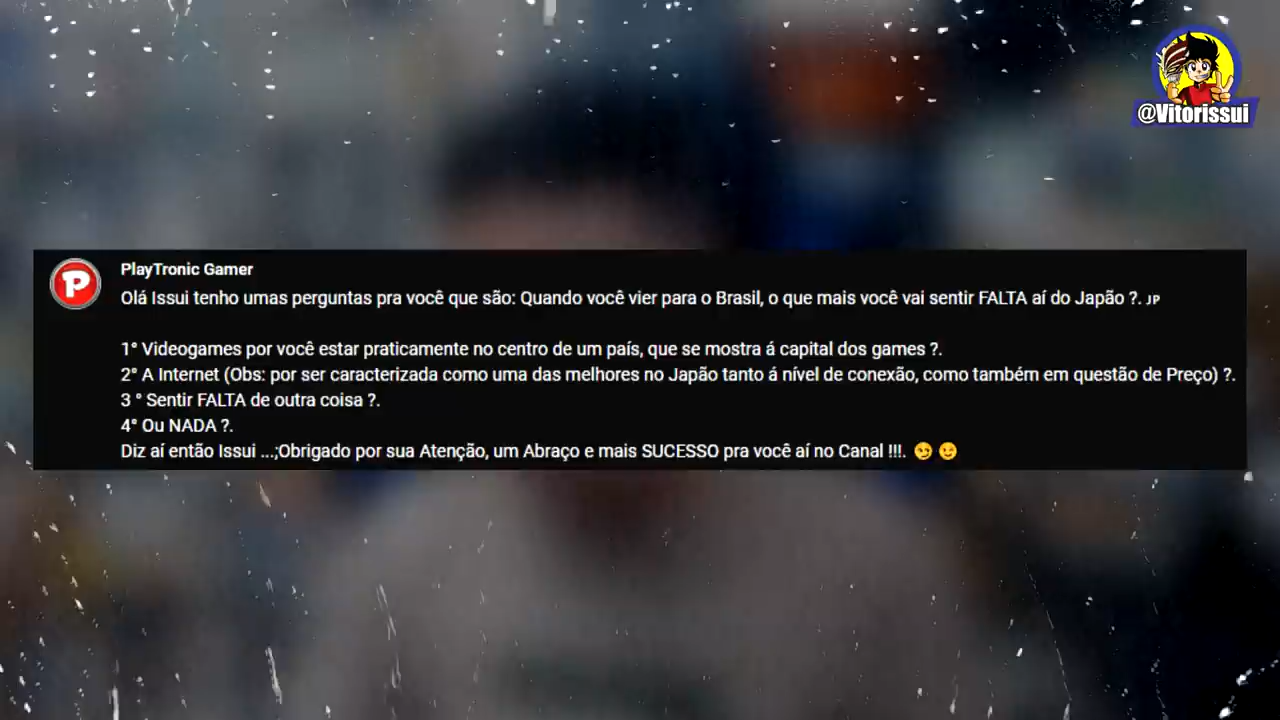 @Vitorissui
PlayTronic Gamer
Olá Issui tenho umas perguntas pra você que são: Quando você vier para o Brasil, o que mais você vai sentir FALTA aí do Japão ?. JP
1° Videogames por você estar praticamente no centro de um país, que se mostra á capital dos games ?.
2° A Internet (Obs: por ser caracterizada como uma das melhores no Japão tanto á nível de conexão, como também em questão de Preço) ?.
3 ° Sentir FALTA de outra coisa ?.
4° Ou NADA ?.
Diz aí então Issui ...;Obrigado por sua Atenção, um Abraço e mais SUCESSO pra você aí no Canal !!!. 😏 😉